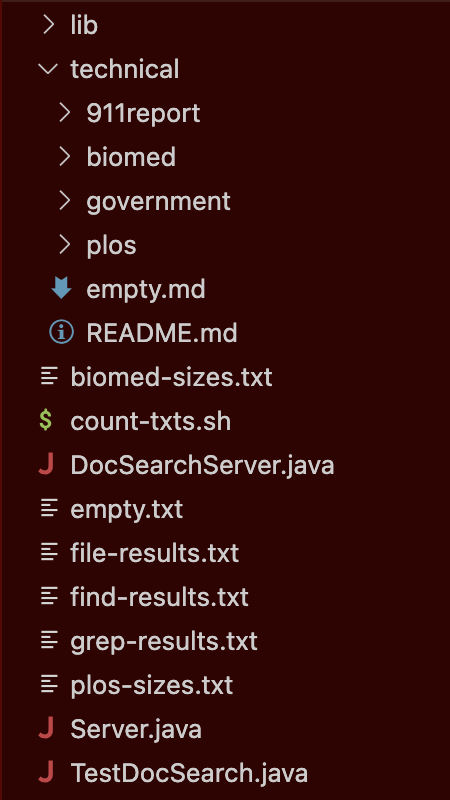 lib
technical
911report
biomed
government
plos
empty.md
README.md
biomed-sizes.txt
$ count-txts.sh
J DocSearchServer.java
empty.txt
file-results.txt
find-results.txt
grep-results.txt
plos-sizes.txt
J Server.java
J TestDocSearch.java